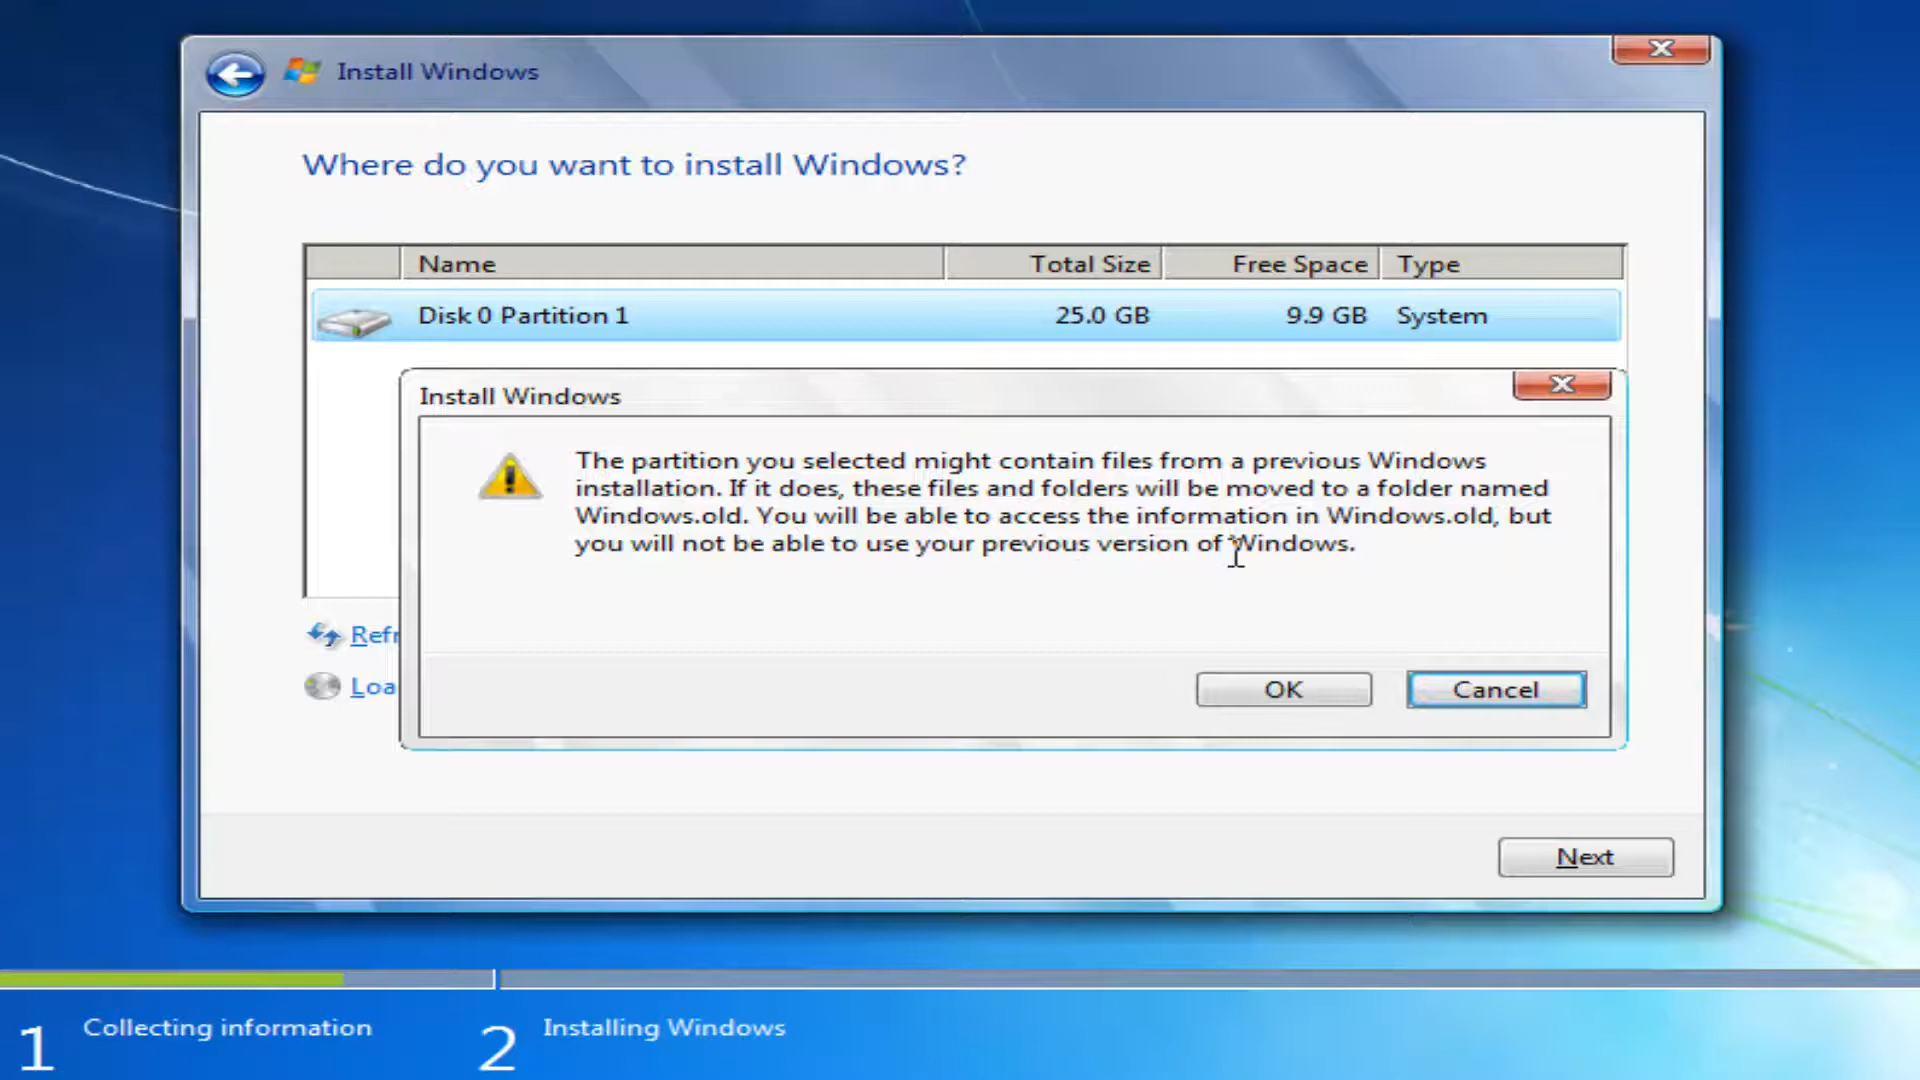 Install Windows
Where do you want to install Windows?
Name Total Size Free Space Type
Disk 0 Partition 1 25.0 GB 9.9 GB System
Install Windows
The partition you selected might contain files from a previous Windows
installation. If it does, these files and folders will be moved to a folder named
Windows.old. You will be able to access the information in Windows.old, but
you will not be able to use your previous version of Windows.
Refr
Loa
OK Cancel
Next
1 Collecting information 2 Installing Windows